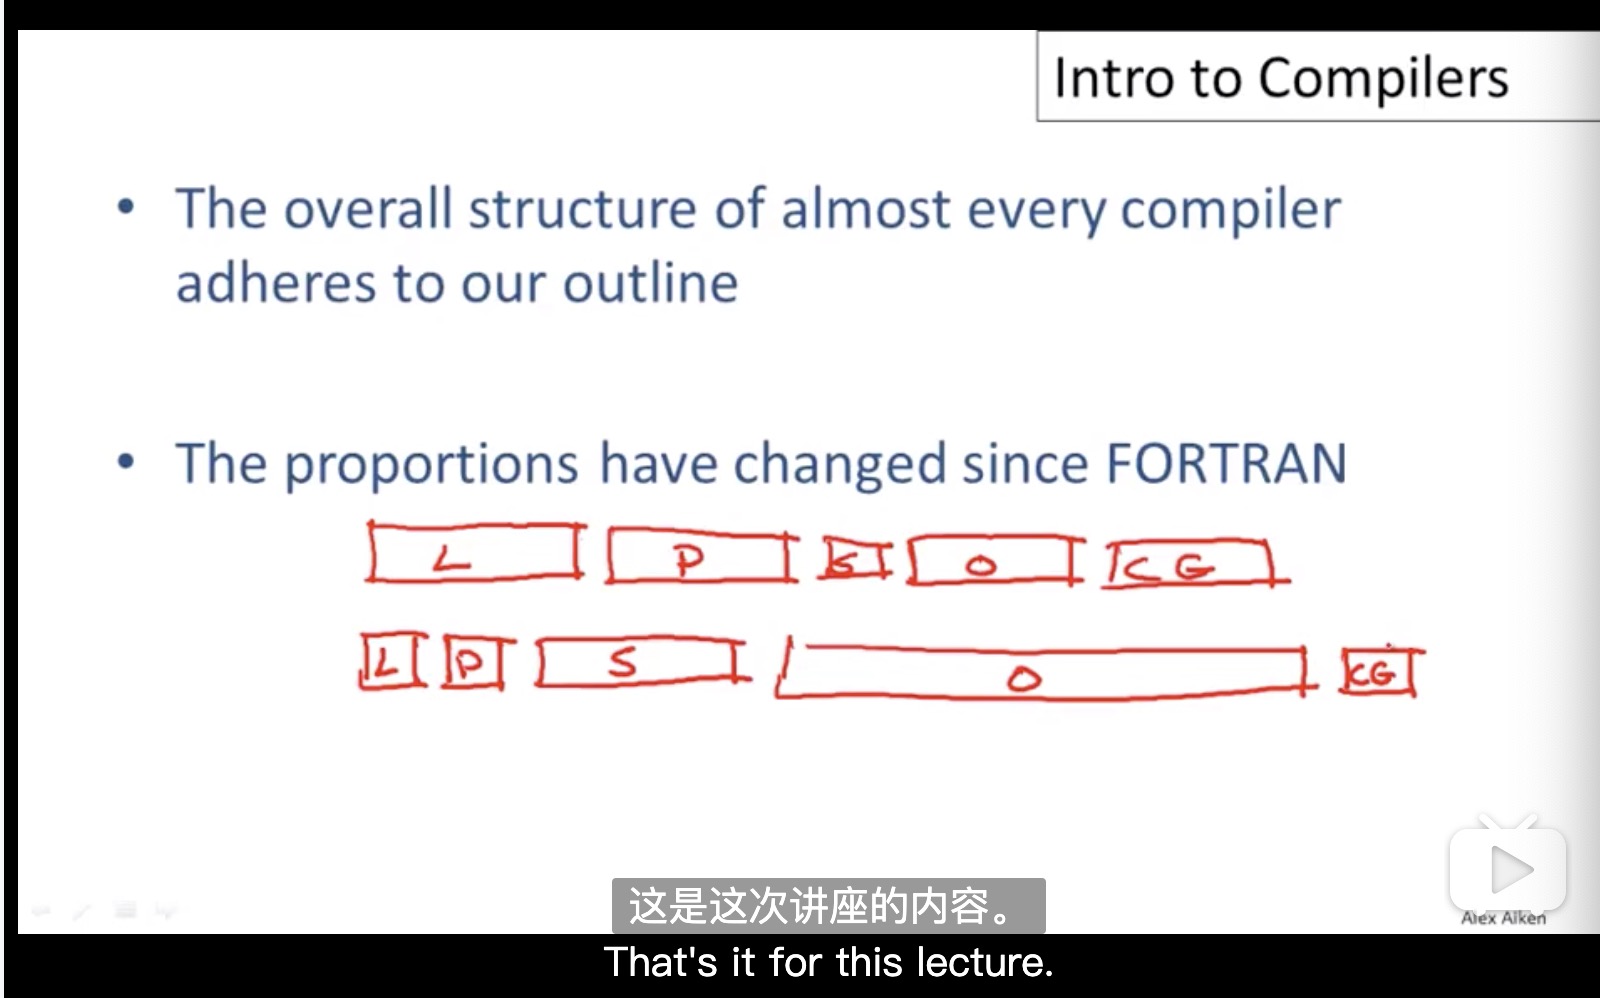 Intro to Compilers
• The overall structure of almost every compiler
adheres to our outline
• The proportions have changed since FORTRAN
L P S O CG
L P S O CG
Alex Aiken
这是这次讲座的内容。
That's it for this lecture.